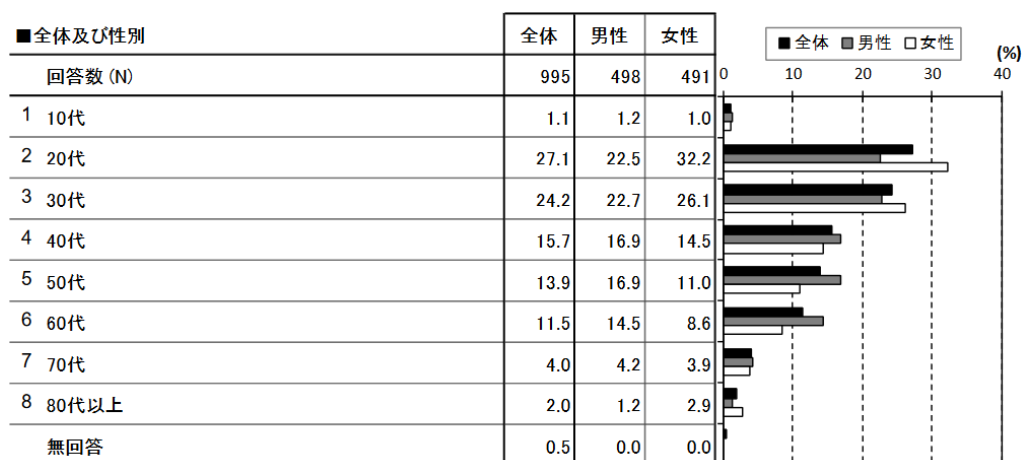 ■全体及び性別 全体 男性 女性
■全体 ■男性 □女性
(%)
回答数 (N) 995 498 491
0 10 20 30 40
1 10代 1.1 1.2 1.0
2 20代 27.1 22.5 32.2
3 30代 24.2 22.7 26.1
4 40代 15.7 16.9 14.5
5 50代 13.9 16.9 11.0
6 60代 11.5 14.5 8.6
7 70代 4.0 4.2 3.9
8 80代以上 2.0 1.2 2.9
無回答 0.5 0.0 0.0